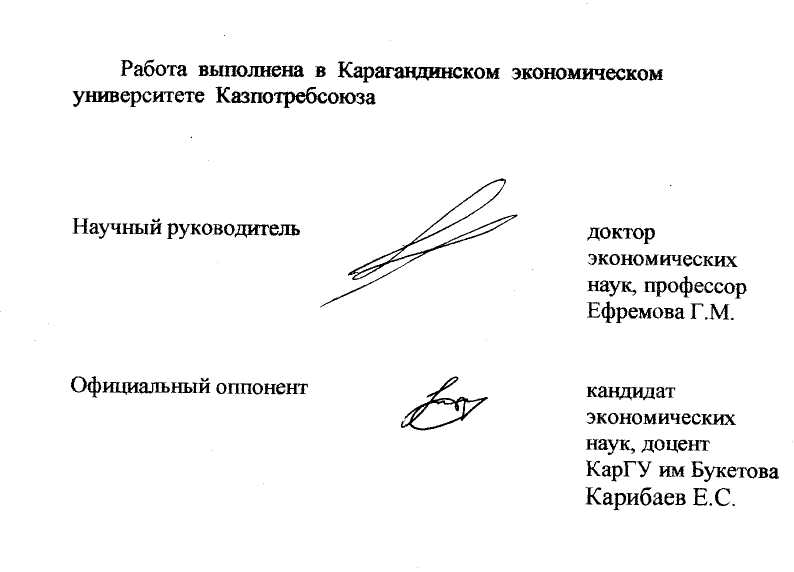 Работа выполнена в Карагандинском экономическом
университете Казпотребсоюза
Научный руководитель
доктор
экономических
наук, профессор
Ефремова Г.М.
Официальный оппонент
кандидат
экономических
наук, доцент
КарГУ им Букетова
Карибаев Е.С.